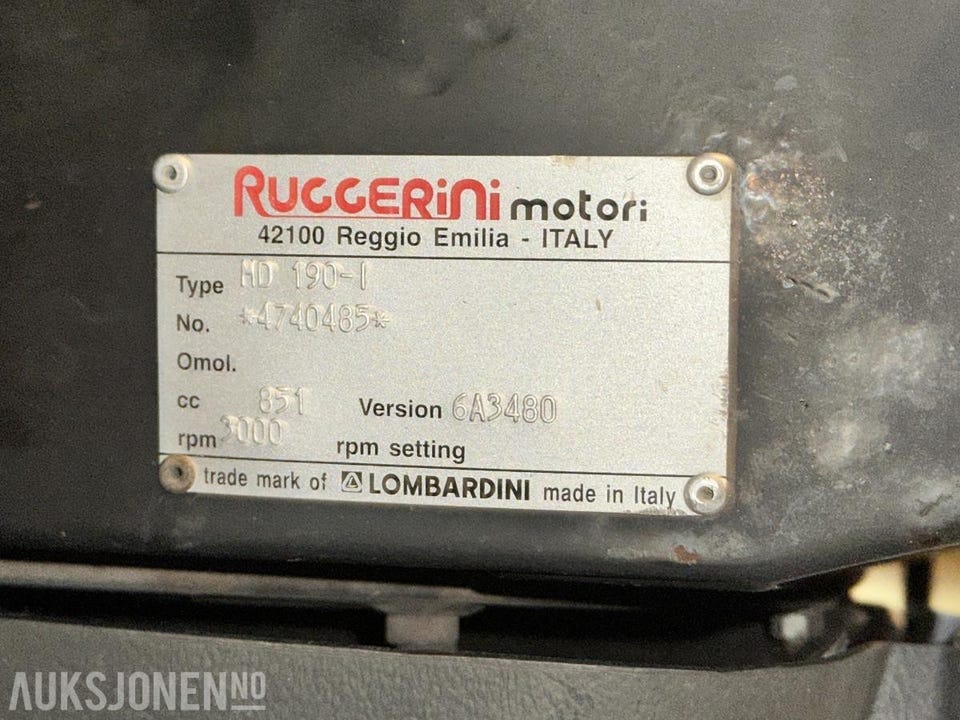 RUGGERiNi motori
42100 Reggio Emilia - ITALY
Type MD 190-I
No. *4740485*
Omol.
cc 851 Version 6A3480
rpm 3000 rpm setting
trade mark of LOMBARDINI made in Italy
AUKSJONEN.NO